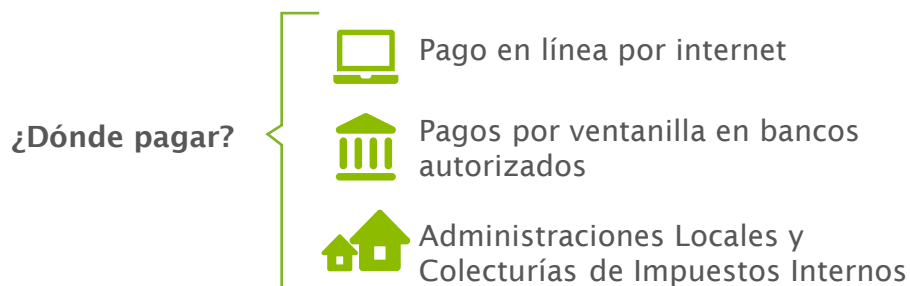 ¿Dónde pagar?
Pago en línea por internet
Pagos por ventanilla en bancos
autorizados
Administraciones Locales y
Colecturías de Impuestos Internos